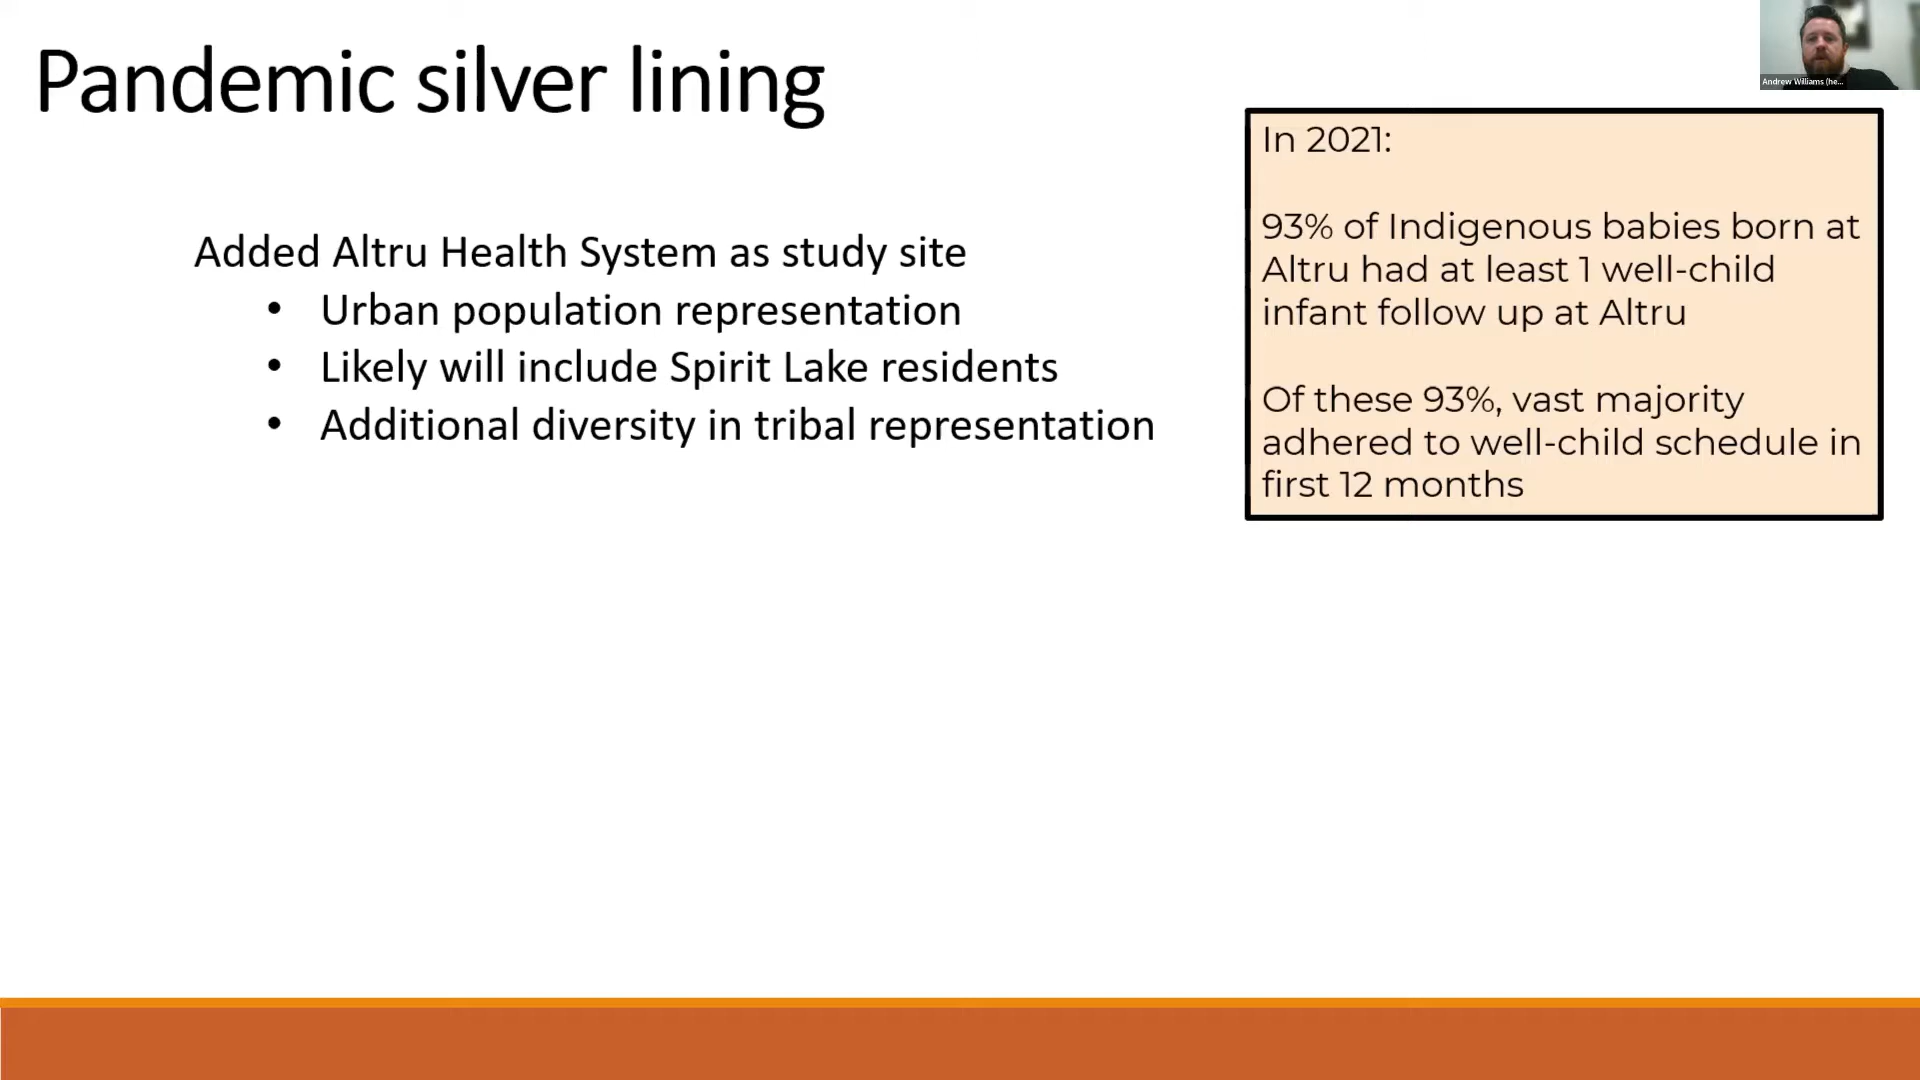 Pandemic silver lining
Andrew Williams (he...
In 2021:
93% of Indigenous babies born at
Altru had at least 1 well-child
infant follow up at Altru
Of these 93%, vast majority
adhered to well-child schedule in
first 12 months
Added Altru Health System as study site
• Urban population representation
• Likely will include Spirit Lake residents
• Additional diversity in tribal representation